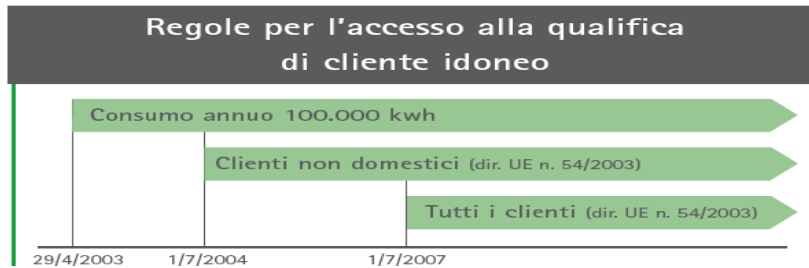 Regole per l'accesso alla qualifica
di cliente idoneo
Consumo annuo 100.000 kwh
Clienti non domestici (dir. UE n. 54/2003)
Tutti i clienti (dir. UE n. 54/2003)
29/4/2003 1/7/2004 1/7/2007